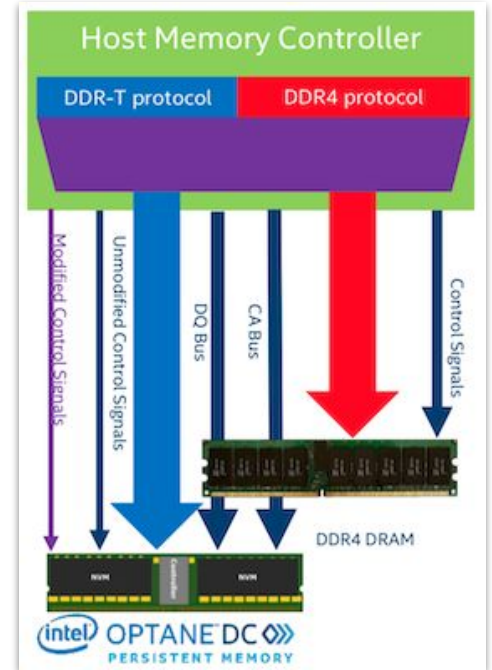 Host Memory Controller
DDR-T protocol
DDR4 protocol
Modified Control Signals
Unmodified Control Signals
DQ Bus
CA Bus
Control Signals
DDR4 DRAM
NVM
Controller
NVM
intel OPTANE DC
PERSISTENT MEMORY